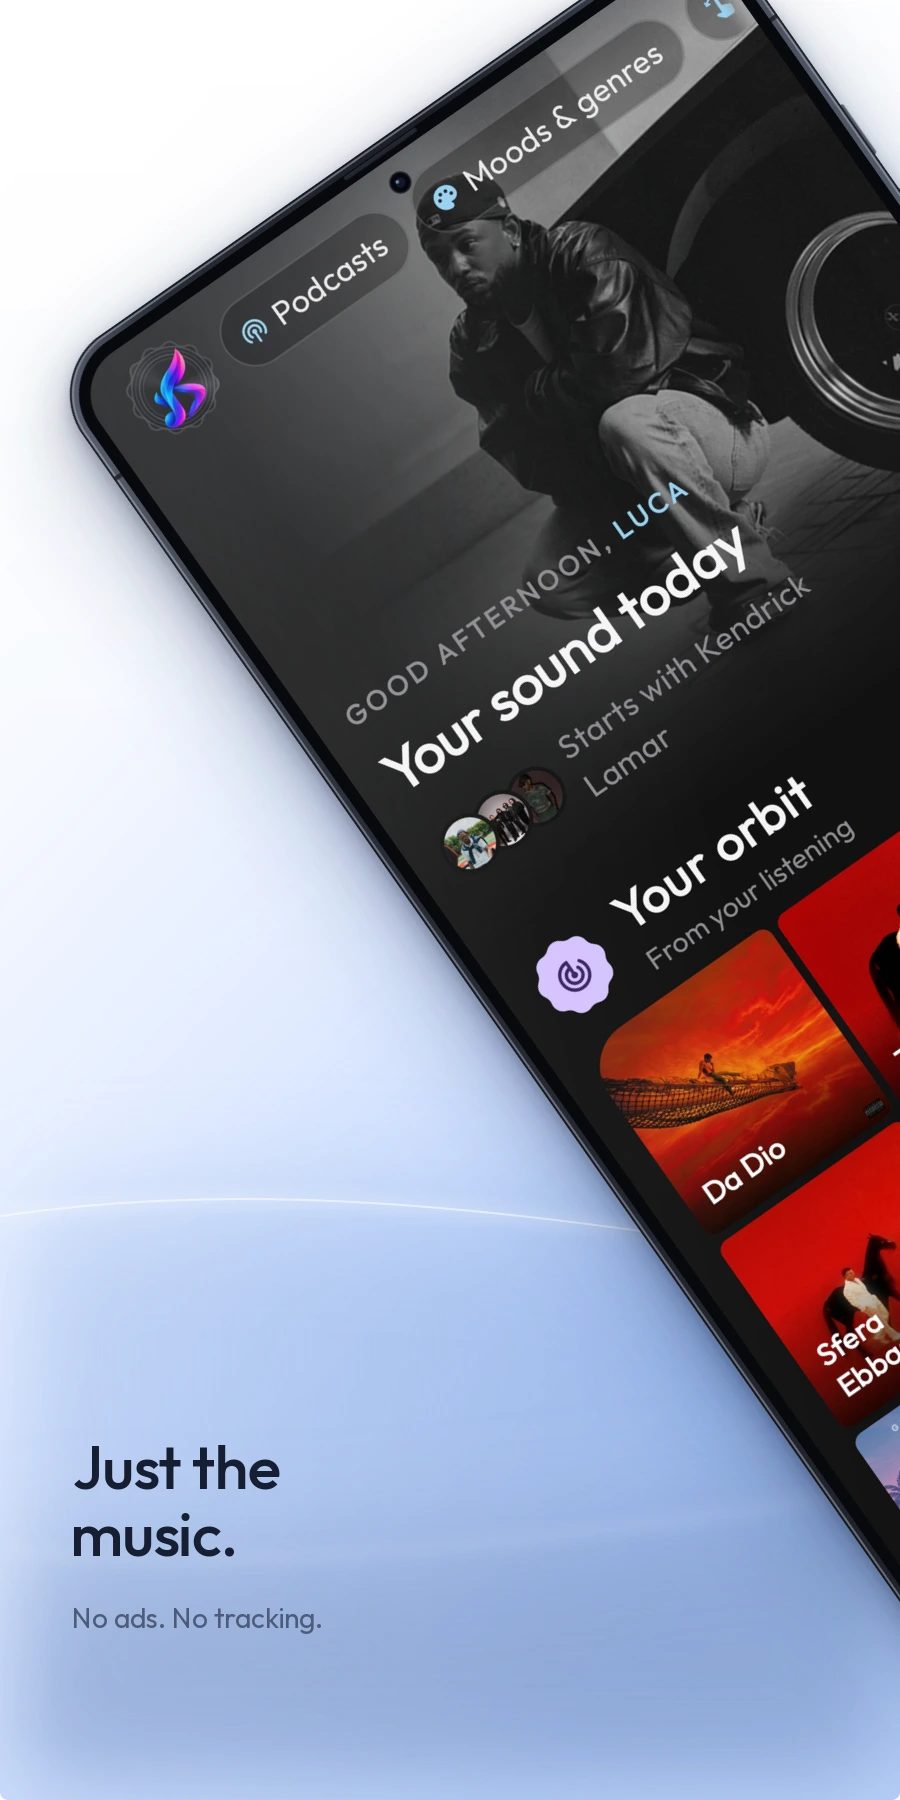 Moods & genres
Podcasts
GOOD AFTERNOON, LUCA
Your sound today
Starts with Kendrick
Lamar
Your orbit
From your listening
Da Dio
Sfera
Just the
music.
No ads. No tracking.